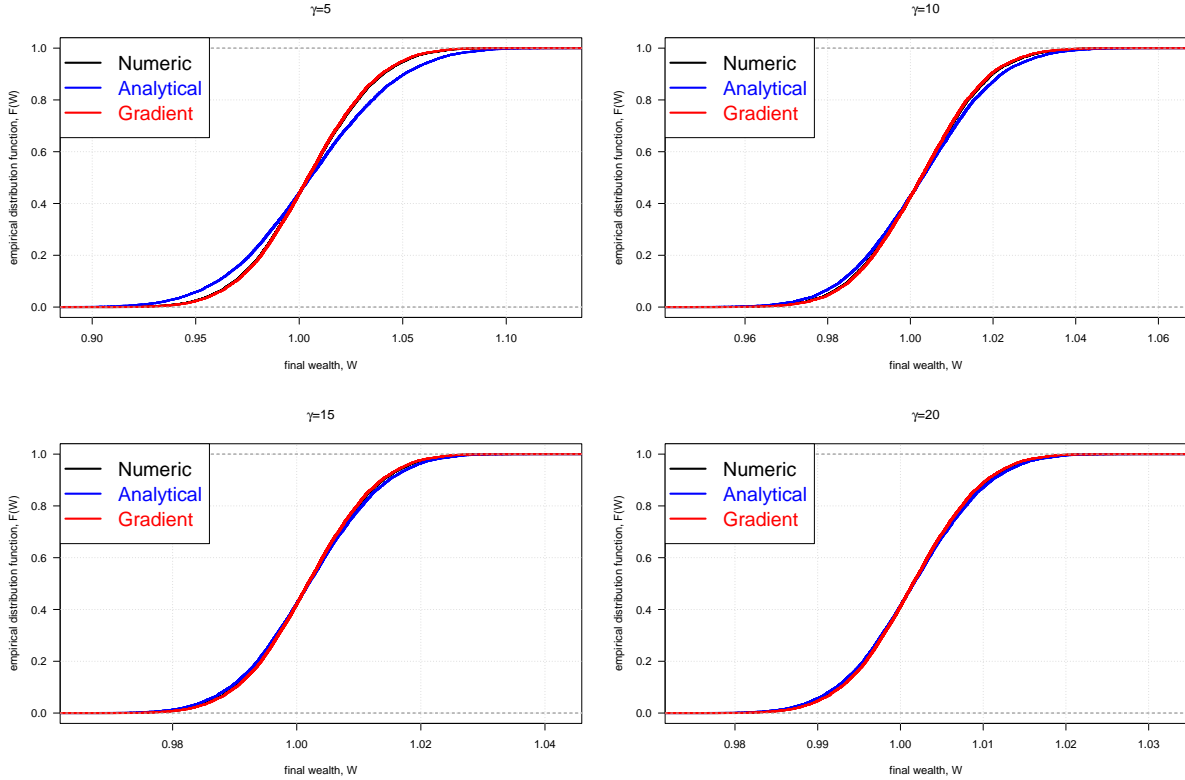 γ=5
empirical distribution function, F(W)
1.0
0.8
0.6
0.4
0.2
0.0
Numeric
Analytical
Gradient
0.90 0.95 1.00 1.05 1.10
final wealth, W
γ=10
empirical distribution function, F(W)
1.0
0.8
0.6
0.4
0.2
0.0
Numeric
Analytical
Gradient
0.96 0.98 1.00 1.02 1.04 1.06
final wealth, W
γ=15
empirical distribution function, F(W)
1.0
0.8
0.6
0.4
0.2
0.0
Numeric
Analytical
Gradient
0.98 1.00 1.02 1.04
final wealth, W
γ=20
empirical distribution function, F(W)
1.0
0.8
0.6
0.4
0.2
0.0
Numeric
Analytical
Gradient
0.98 0.99 1.00 1.01 1.02 1.03
final wealth, W